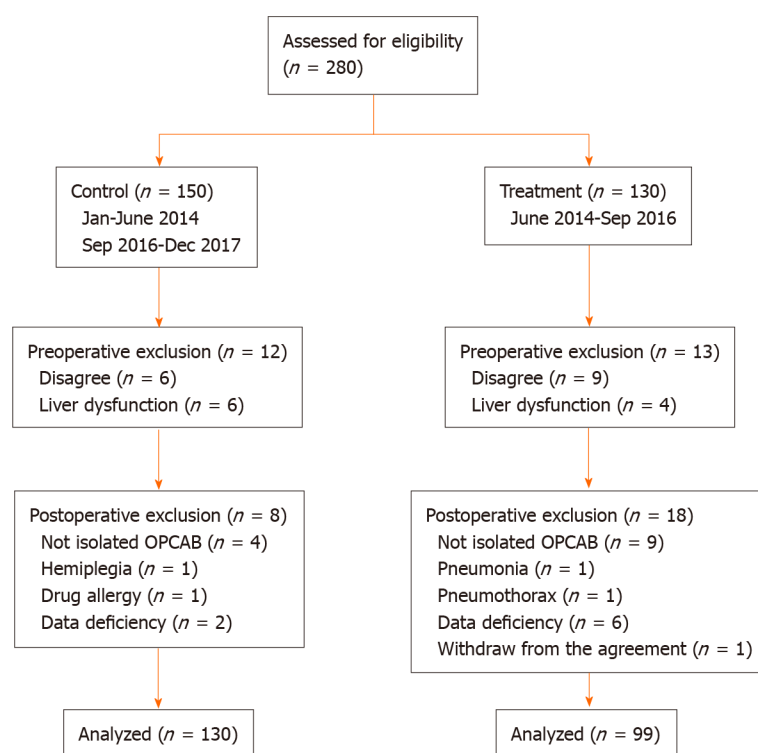 Assessed for eligibility
(n = 280)
Control (n = 150)
Jan-June 2014
Sep 2016-Dec 2017
Treatment (n = 130)
June 2014-Sep 2016
Preoperative exclusion (n = 12)
Disagree (n = 6)
Liver dysfunction (n = 6)
Preoperative exclusion (n = 13)
Disagree (n = 9)
Liver dysfunction (n = 4)
Postoperative exclusion (n = 8)
Not isolated OPCAB (n = 4)
Hemiplegia (n = 1)
Drug allergy (n = 1)
Data deficiency (n = 2)
Postoperative exclusion (n = 18)
Not isolated OPCAB (n = 9)
Pneumonia (n = 1)
Pneumothorax (n = 1)
Data deficiency (n = 6)
Withdraw from the agreement (n = 1)
Analyzed (n = 130)
Analyzed (n = 99)